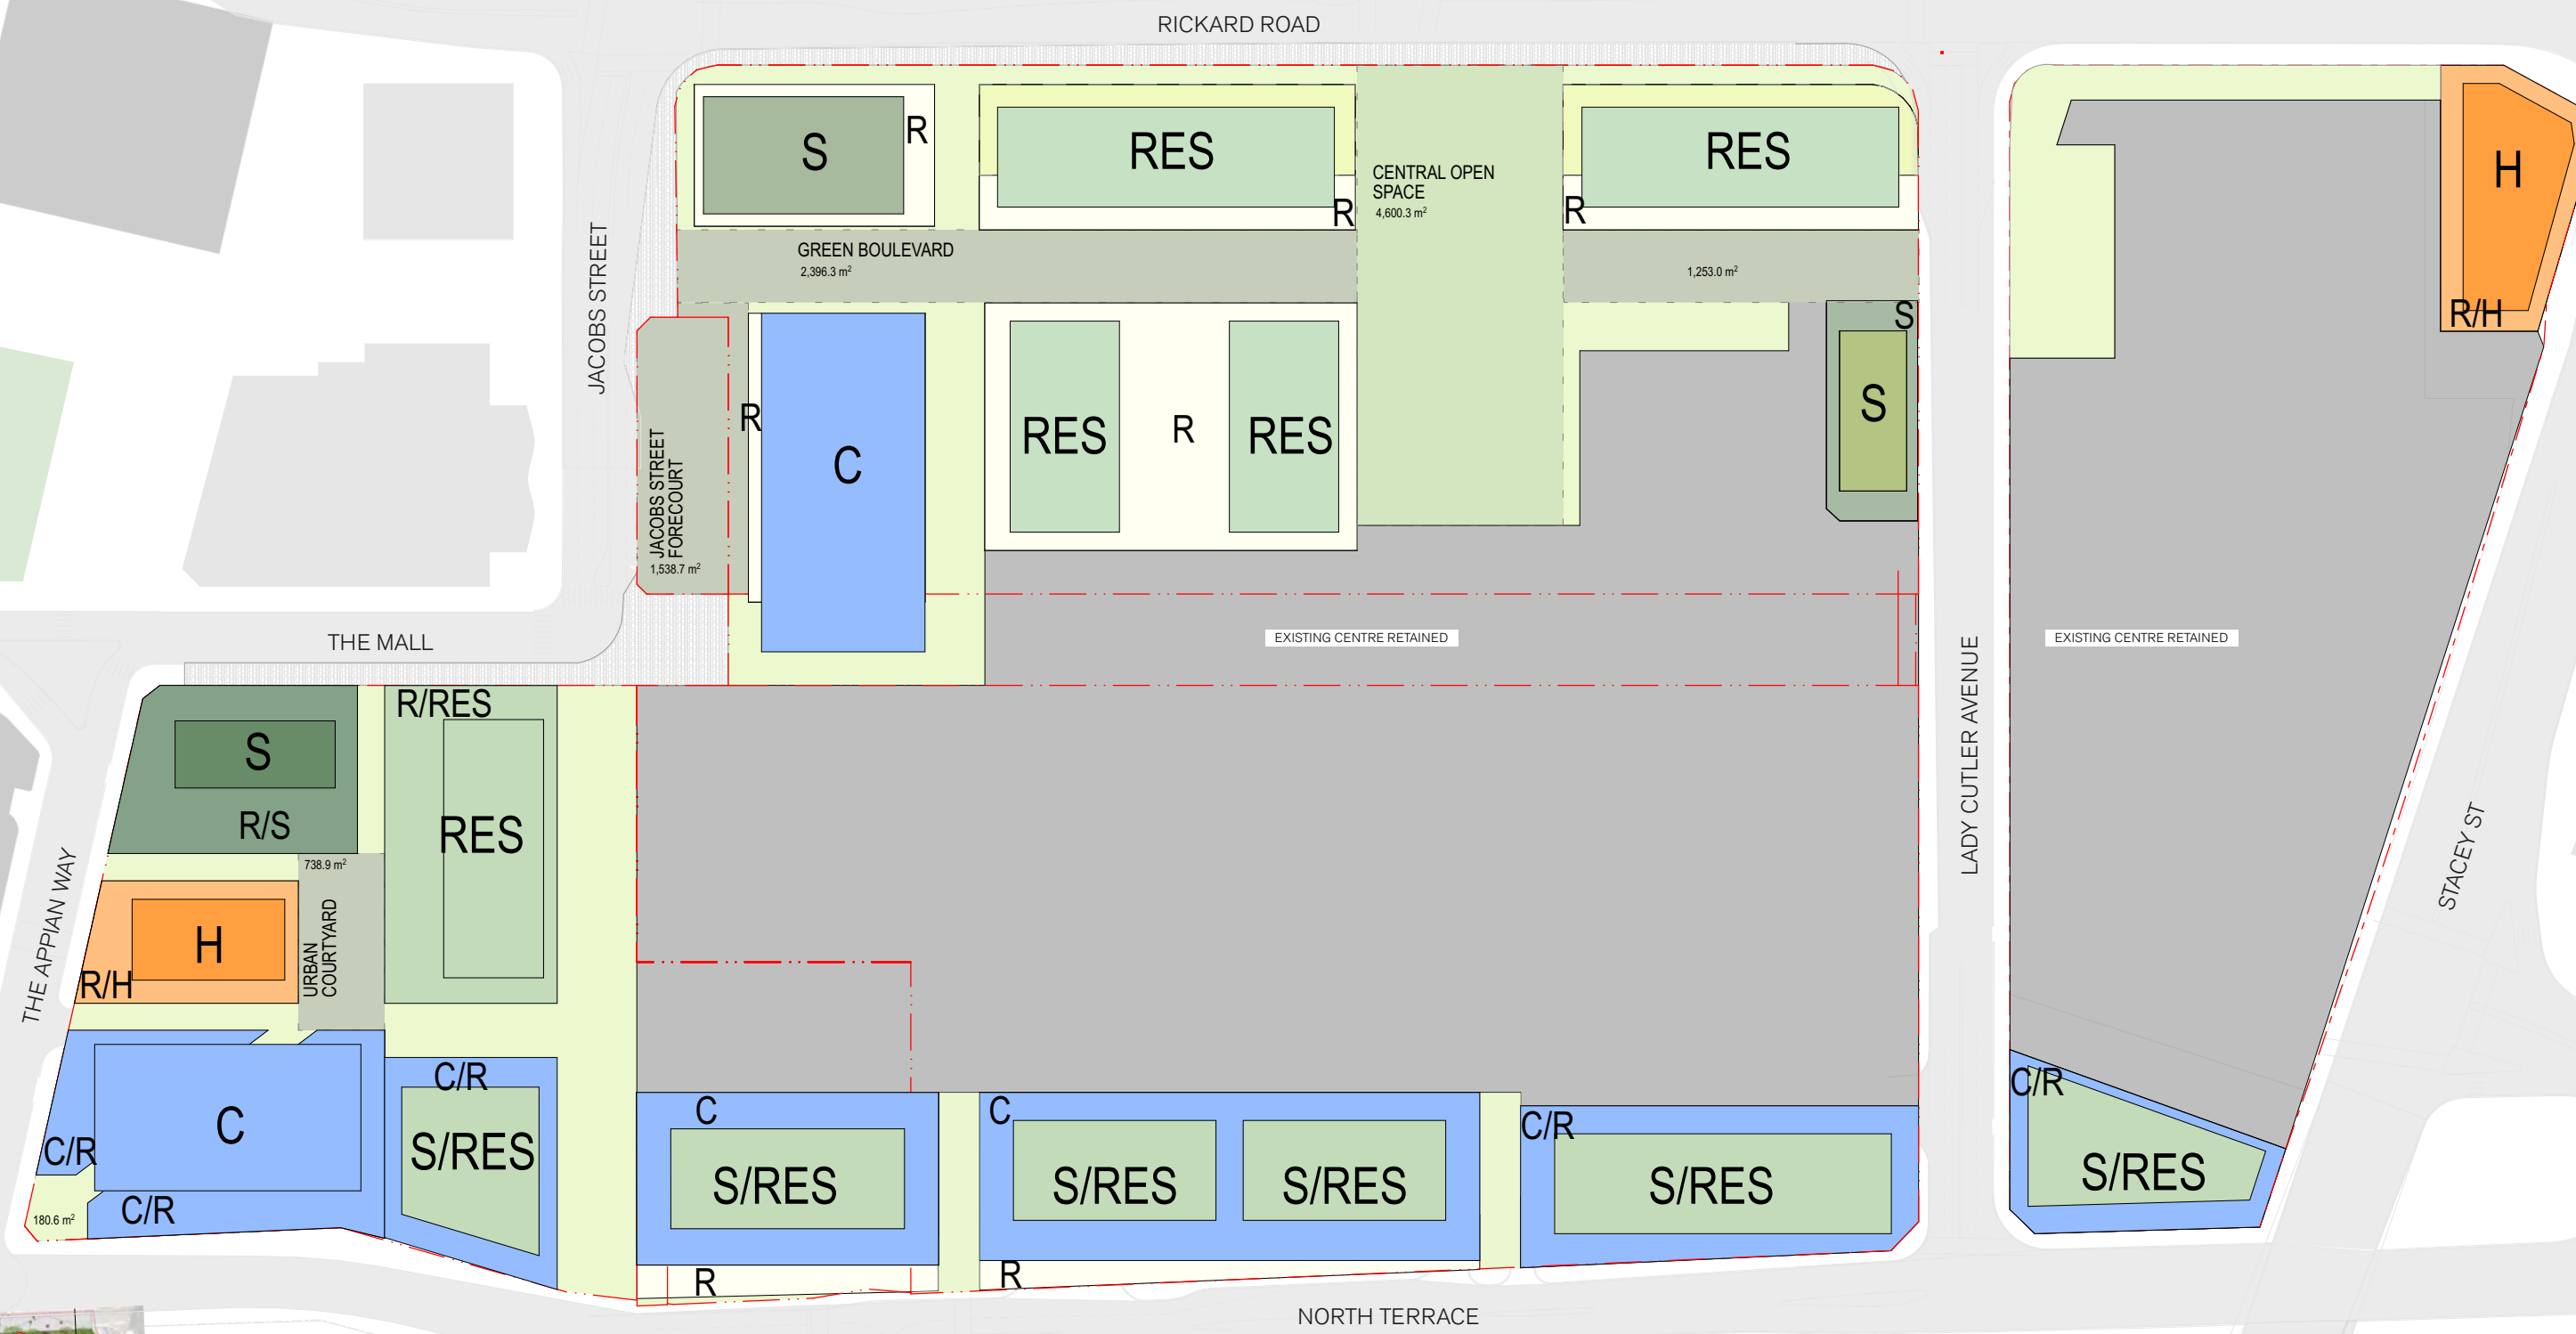 RICKARD ROAD
S
R
RES
R
CENTRAL OPEN
SPACE
4,600.3 m²
RES
R
H
R/H
GREEN BOULEVARD
2,396.3 m²
1,253.0 m²
JACOBS STREET
JACOBS STREET
FORECOURT
1,538.7 m²
R
C
RES
R
RES
S
S
THE MALL
EXISTING CENTRE RETAINED
EXISTING CENTRE RETAINED
LADY CUTLER AVENUE
STACEY ST
S
R/S
R/RES
RES
738.9 m²
URBAN
COURTYARD
THE APPIAN WAY
H
R/H
C
C/R
C/R
180.6 m²
C/R
S/RES
C
S/RES
R
C
S/RES
S/RES
R
C/R
S/RES
C/R
S/RES
NORTH TERRACE